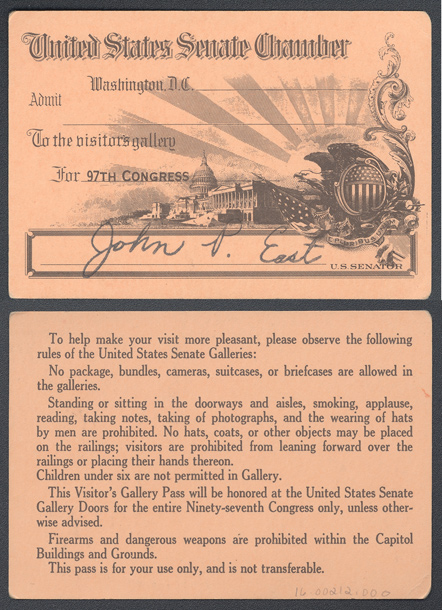 United States Senate Chamber
Washington, D.C.
Admit
To the visitor's gallery
For 97TH CONGRESS
E PLURIBUS
John P. East
U.S. SENATOR
To help make your visit more pleasant, please observe the following
rules of the United States Senate Galleries:
No package, bundles, cameras, suitcases, or briefcases are allowed in
the galleries.
Standing or sitting in the doorways and aisles, smoking, applause,
reading, taking notes, taking of photographs, and the wearing of hats
by men are prohibited. No hats, coats, or other objects may be placed
on the railings; visitors are prohibited from leaning forward over the
railings or placing their hands thereon.
Children under six are not permitted in Gallery.
This Visitor's Gallery Pass will be honored at the United States Senate
Gallery Doors for the entire Ninety-seventh Congress only, unless other-
wise advised.
Firearms and dangerous weapons are prohibited within the Capitol
Buildings and Grounds.
This pass is for your use only, and is not transferable.
16.00212.000